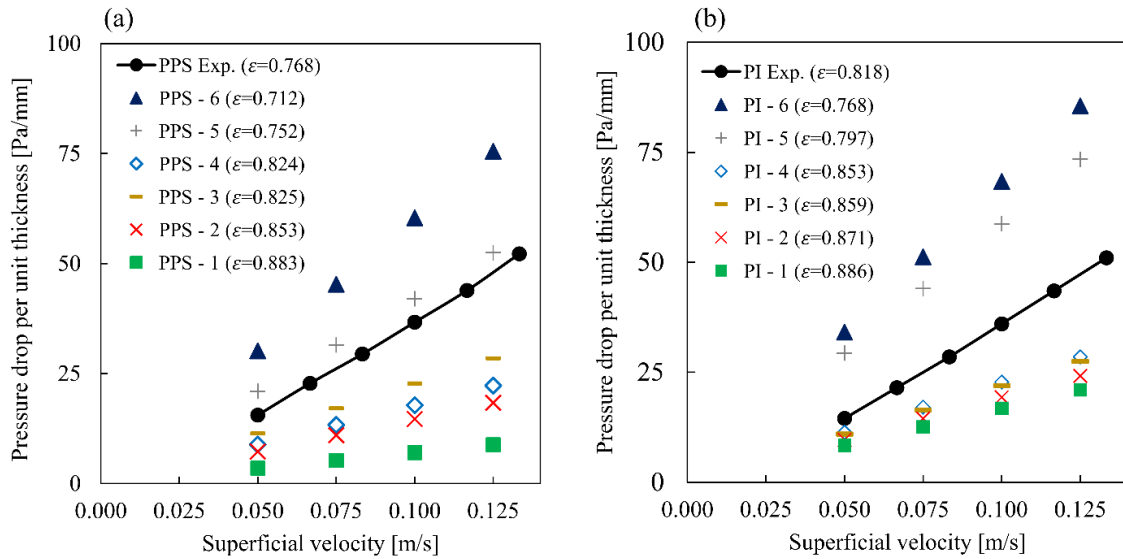 (a)
Pressure drop per unit thickness [Pa/mm]
100
75
50
25
0
PPS Exp. (ε=0.768)
PPS - 6 (ε=0.712)
PPS - 5 (ε=0.752)
PPS - 4 (ε=0.824)
PPS - 3 (ε=0.825)
PPS - 2 (ε=0.853)
PPS - 1 (ε=0.883)
0.000 0.025 0.050 0.075 0.100 0.125
Superficial velocity [m/s]
(b)
Pressure drop per unit thickness [Pa/mm]
100
75
50
25
0
PI Exp. (ε=0.818)
PI - 6 (ε=0.768)
PI - 5 (ε=0.797)
PI - 4 (ε=0.853)
PI - 3 (ε=0.859)
PI - 2 (ε=0.871)
PI - 1 (ε=0.886)
0.000 0.025 0.050 0.075 0.100 0.125
Superficial velocity [m/s]